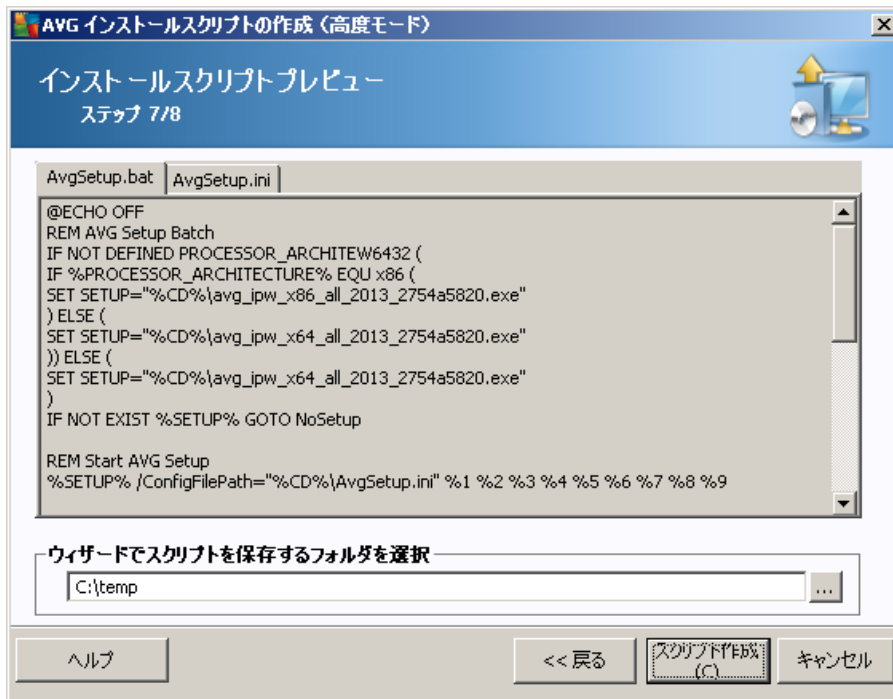 AVG インストールスクリプトの作成 (高度モード)
インストールスクリプトプレビュー
ステップ 7/8
AvgSetup.bat AvgSetup.ini
@ECHO OFF
REM AVG Setup Batch
IF NOT DEFINED PROCESSOR_ARCHITEW6432 (
IF %PROCESSOR_ARCHITECTURE% EQU x86 (
SET SETUP="%CD%\avg_ipw_x86_all_2013_2754a5820.exe"
) ELSE (
SET SETUP="%CD%\avg_ipw_x64_all_2013_2754a5820.exe"
)) ELSE (
SET SETUP="%CD%\avg_ipw_x64_all_2013_2754a5820.exe"
)
IF NOT EXIST %SETUP% GOTO NoSetup
REM Start AVG Setup
%SETUP% /ConfigFilePath="%CD%\AvgSetup.ini" %1 %2 %3 %4 %5 %6 %7 %8 %9
ウィザードでスクリプトを保存するフォルダを選択
C:\temp ...
ヘルプ << 戻る スクリプト作成 (C) キャンセル